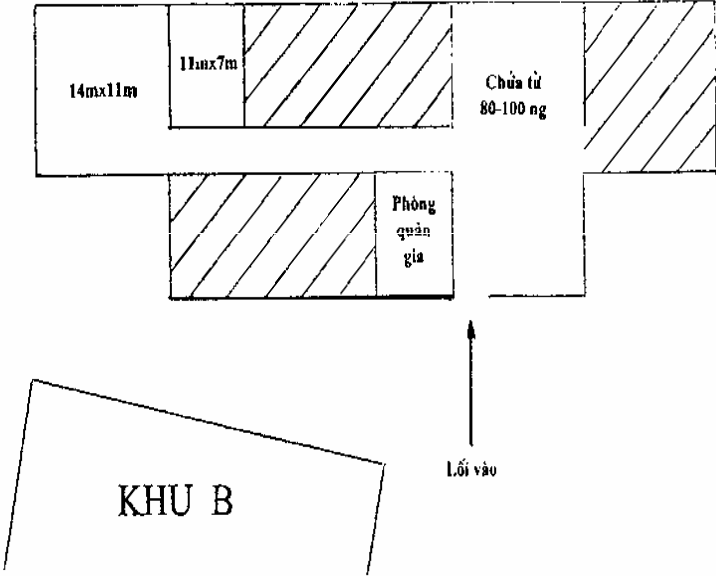 14mx11m
11mx7m
Chứa từ
80-100 ng
Phòng
quản
gia
Lối vào
KHU B